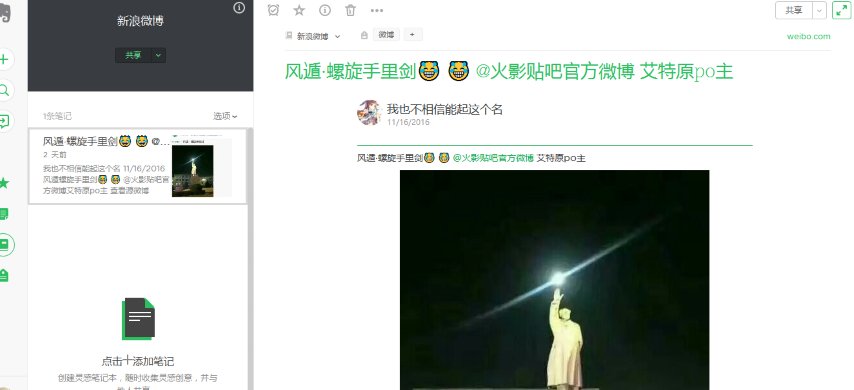 新浪微博
共享
1条笔记
选项
风遁·螺旋手里剑😂 😂 @...
2 天前
我也不相信能起这个名 11/16/2016
风遁螺旋手里剑😂 😂 @火影贴吧官
方微博艾特原po主 查看源微博
点击+添加笔记
创建灵感笔记本，随时收集灵感创意，并与
共享
新浪微博
微博
+
weibo.com
风遁·螺旋手里剑😂 😂 @火影贴吧官方微博 艾特原po主
我也不相信能起这个名
11/16/2016
风遁·螺旋手里剑😂 😂 @火影贴吧官方微博 艾特原po主